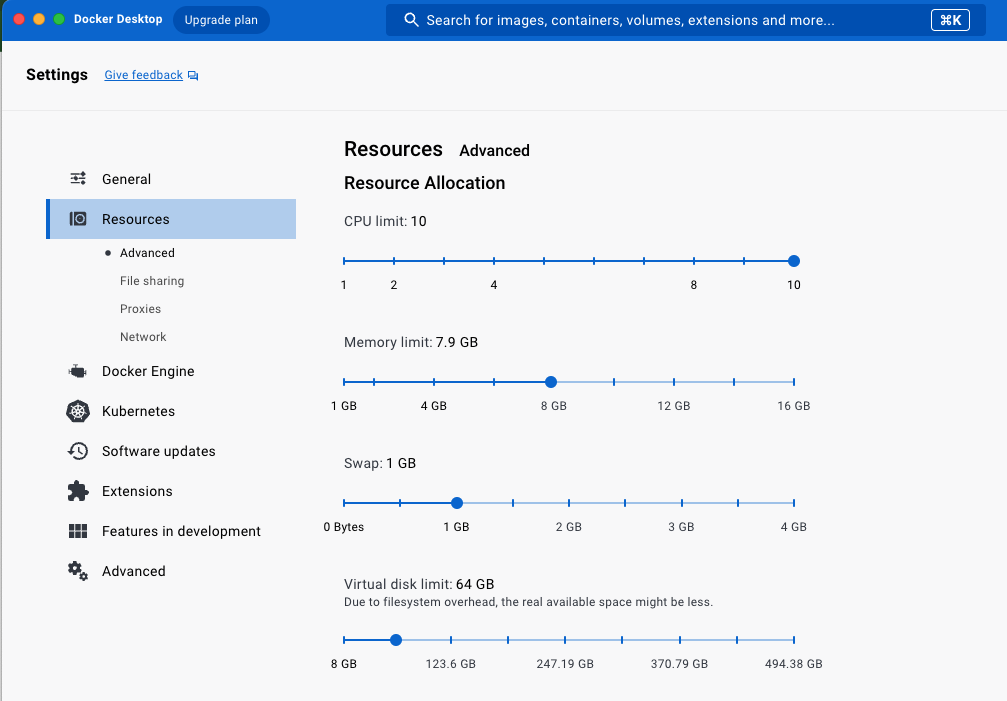 Docker Desktop
Upgrade plan
Search for images, containers, volumes, extensions and more...
⌘K
Settings
Give feedback
General
Resources
Advanced
File sharing
Proxies
Network
Docker Engine
Kubernetes
Software updates
Extensions
Features in development
Advanced
Resources Advanced
Resource Allocation
CPU limit: 10
1 2 4 8 10
Memory limit: 7.9 GB
1 GB 4 GB 8 GB 12 GB 16 GB
Swap: 1 GB
0 Bytes 1 GB 2 GB 3 GB 4 GB
Virtual disk limit: 64 GB
Due to filesystem overhead, the real available space might be less.
8 GB 123.6 GB 247.19 GB 370.79 GB 494.38 GB